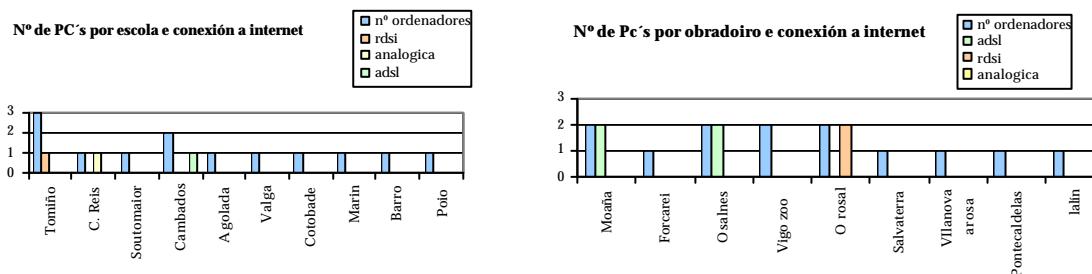 Nº de PC´s por escola e conexión a internet
nº ordenadores
rdsi
analogica
adsl
3
2
1
0
Tomiño
C. Reis
Soutomaior
Cambados
Agolada
Valga
Cotobade
Marin
Barro
Poio
Nº de Pc´s por obradoiro e conexión a internet
nº ordenadores
adsl
rdsi
analogica
3
2
1
0
Moaña
Forcarei
O salnes
Vigo zoo
O rosal
Salvaterra
VIlanova
arosa
Pontecaldelas
lalin